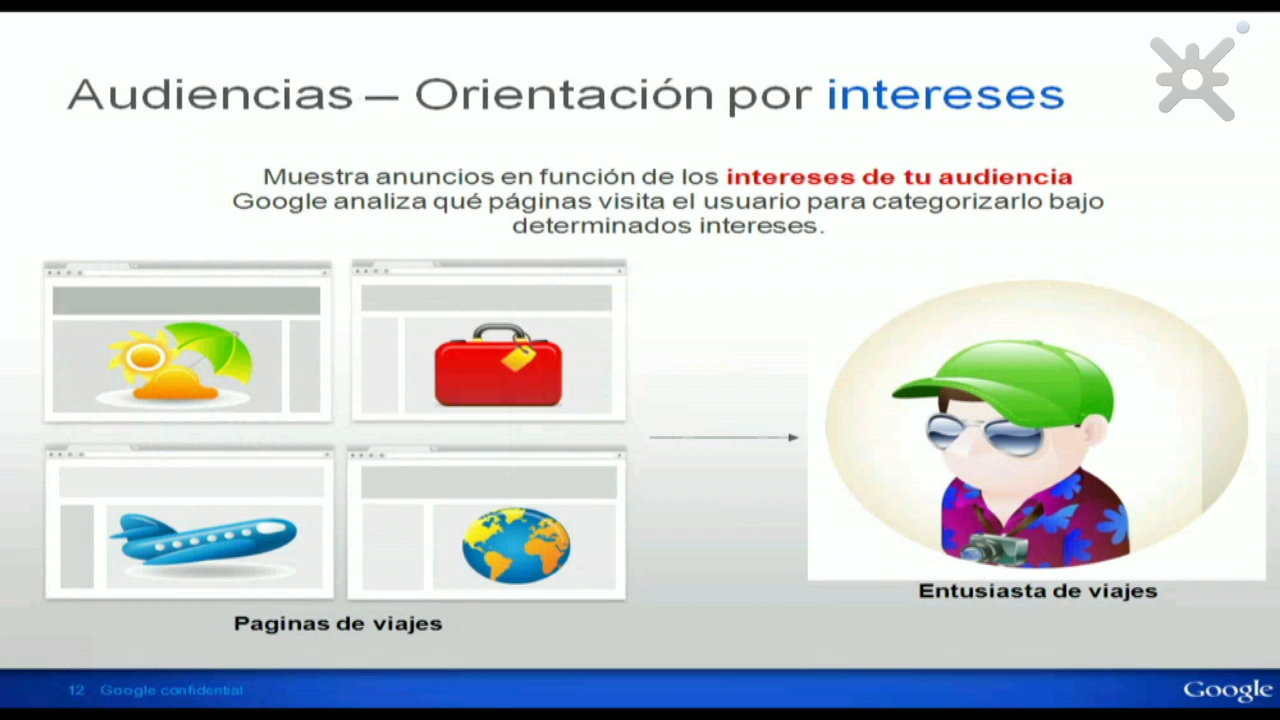 Audiencias – Orientación por intereses
Muestra anuncios en función de los intereses de tu audiencia
Google analiza qué páginas visita el usuario para categorizarlo bajo
determinados intereses.
Paginas de viajes
Entusiasta de viajes
12 Google confidential
Google